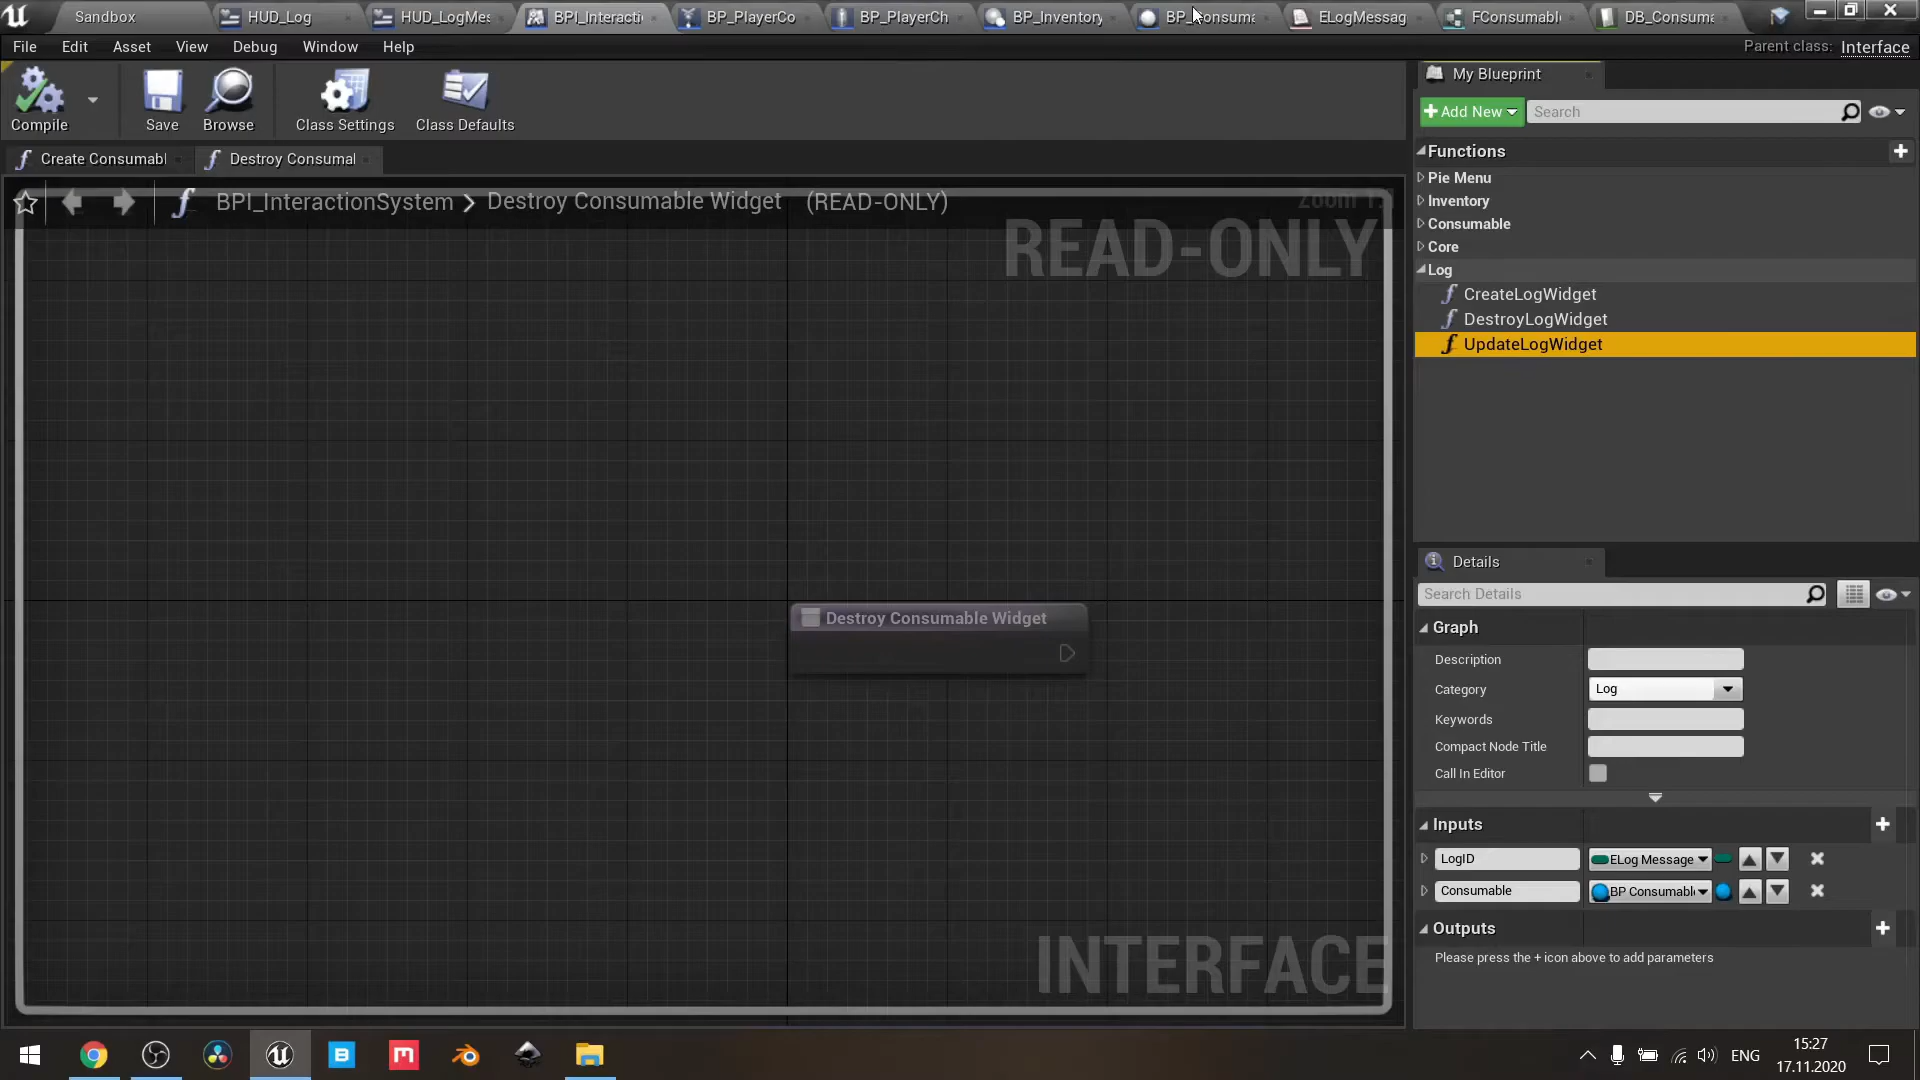 Sandbox
HUD_Log
HUD_LogMes
BPI_Interacti
BP_PlayerCo
BP_PlayerCh
BP_Inventory
BP_Consuma
ELogMessag
FConsumabl
DB_Consuma
File Edit Asset View Debug Window Help
Parent class: Interface
Compile
Save
Browse
Class Settings
Class Defaults
My Blueprint
Add New
Search
Create Consumabl
Destroy Consumal
BPI_InteractionSystem > Destroy Consumable Widget (READ-ONLY)
READ-ONLY
Functions
Pie Menu
Inventory
Consumable
Core
Log
CreateLogWidget
DestroyLogWidget
UpdateLogWidget
Destroy Consumable Widget
INTERFACE
Details
Search Details
Graph
Description
Category Log
Keywords
Compact Node Title
Call In Editor
Inputs
LogID ELog Message
Consumable BP Consumabl
Outputs
Please press the + icon above to add parameters
ENG
15:27
17.11.2020